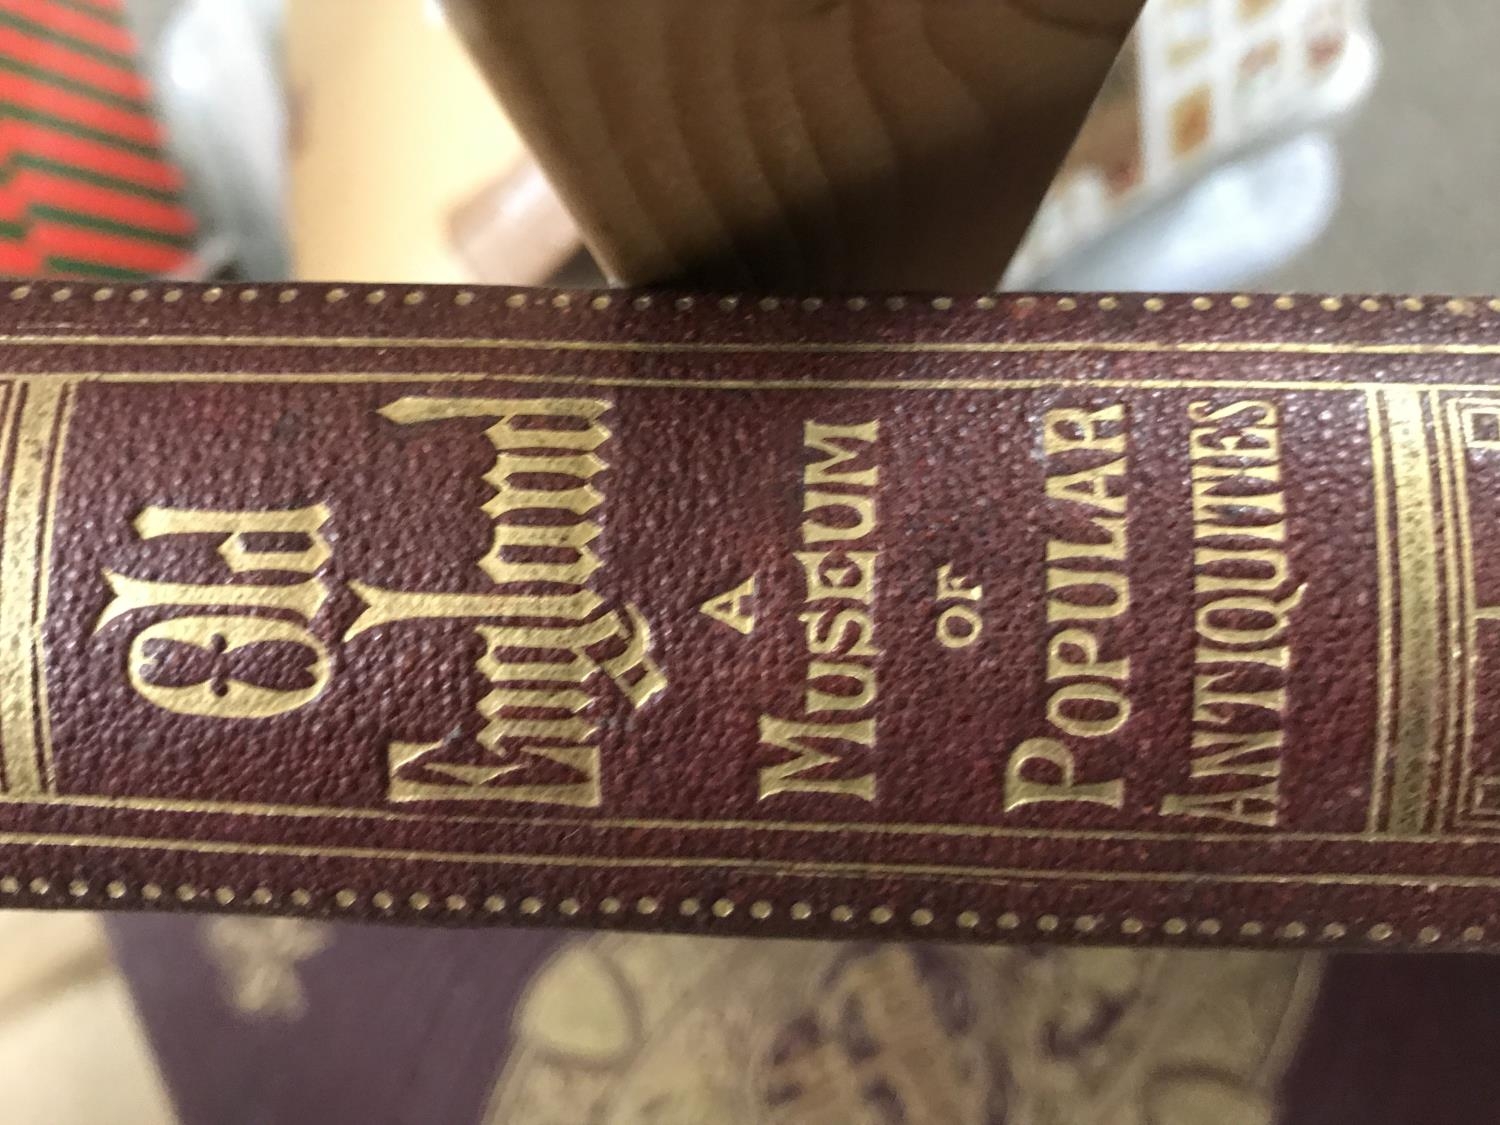 Old
England
A
MUSEUM
OF
POPULAR
ANTIQUITIES